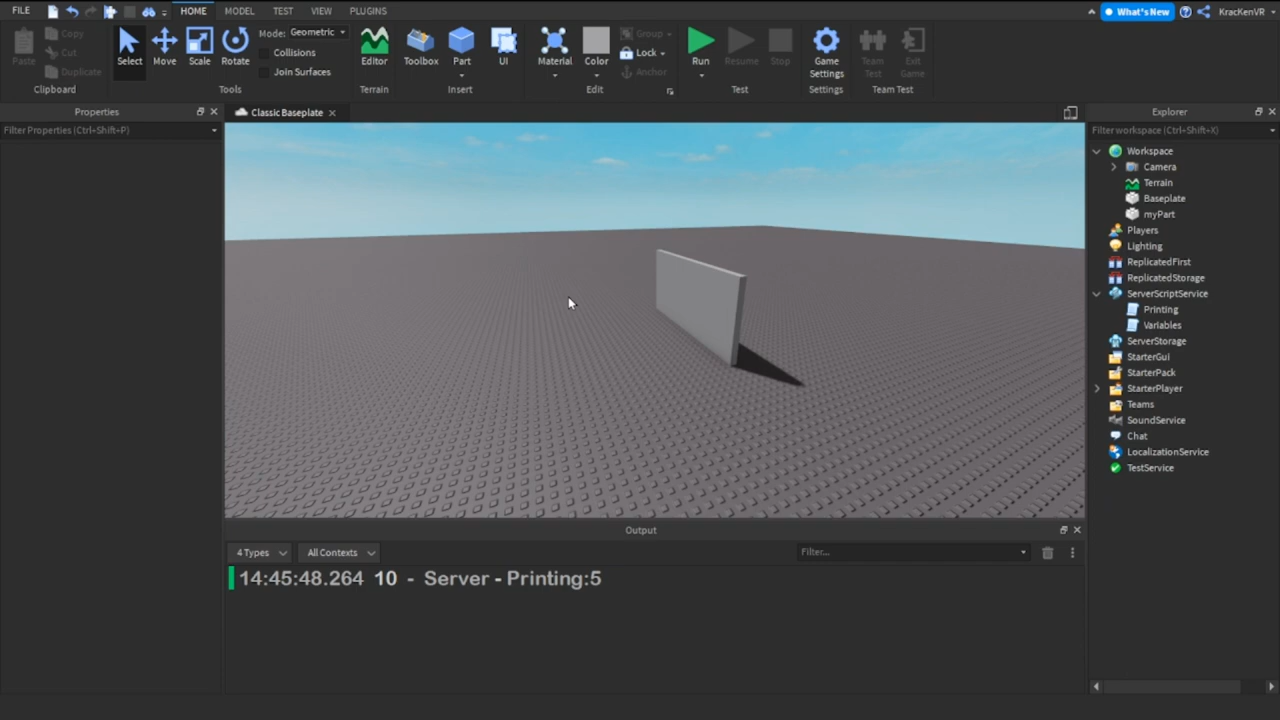 FILE HOME MODEL TEST VIEW PLUGINS What's New KracKenVR
Paste Copy Cut Duplicate Clipboard
Select Move Scale Rotate Mode: Geometric Collisions Join Surfaces Tools
Editor Terrain
Toolbox Part UI Insert
Material Color Group Lock Anchor Edit
Run Resume Stop Test
Game Settings Settings
Team Test Exit Game Team Test
Properties
Filter Properties (Ctrl+Shift+P)
Classic Baseplate
Explorer
Filter workspace (Ctrl+Shift+X)
Workspace
Camera
Terrain
Baseplate
myPart
Players
Lighting
ReplicatedFirst
ReplicatedStorage
ServerScriptService
Printing
Variables
ServerStorage
StarterGui
StarterPack
StarterPlayer
Teams
SoundService
Chat
LocalizationService
TestService
Output
4 Types All Contexts Filter...
14:45:48.264 10 - Server - Printing:5